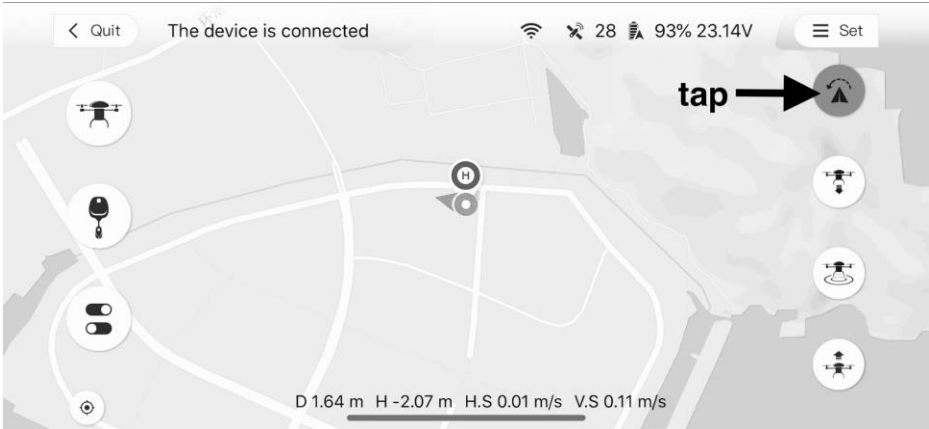 Quit
The device is connected
28
93% 23.14V
Set
tap
H
D 1.64 m H -2.07 m H.S 0.01 m/s V.S 0.11 m/s